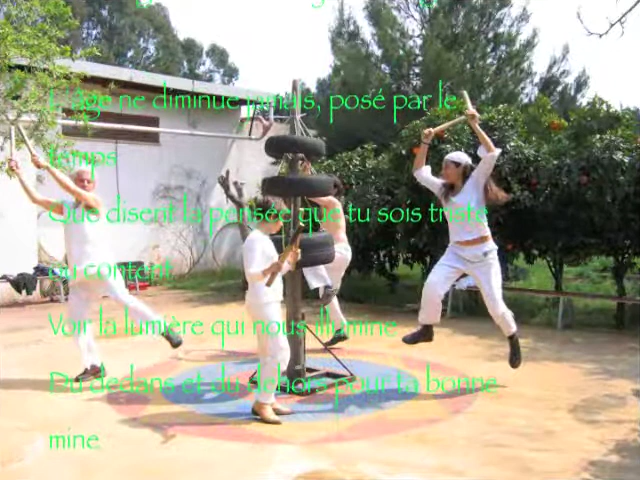 L'âge ne diminue jamais, posé par le
temps
Que disent la pensée que tu sois triste
ou content
Voir la lumière qui nous illumine
Du dedans et du dehors pour ta bonne
mine